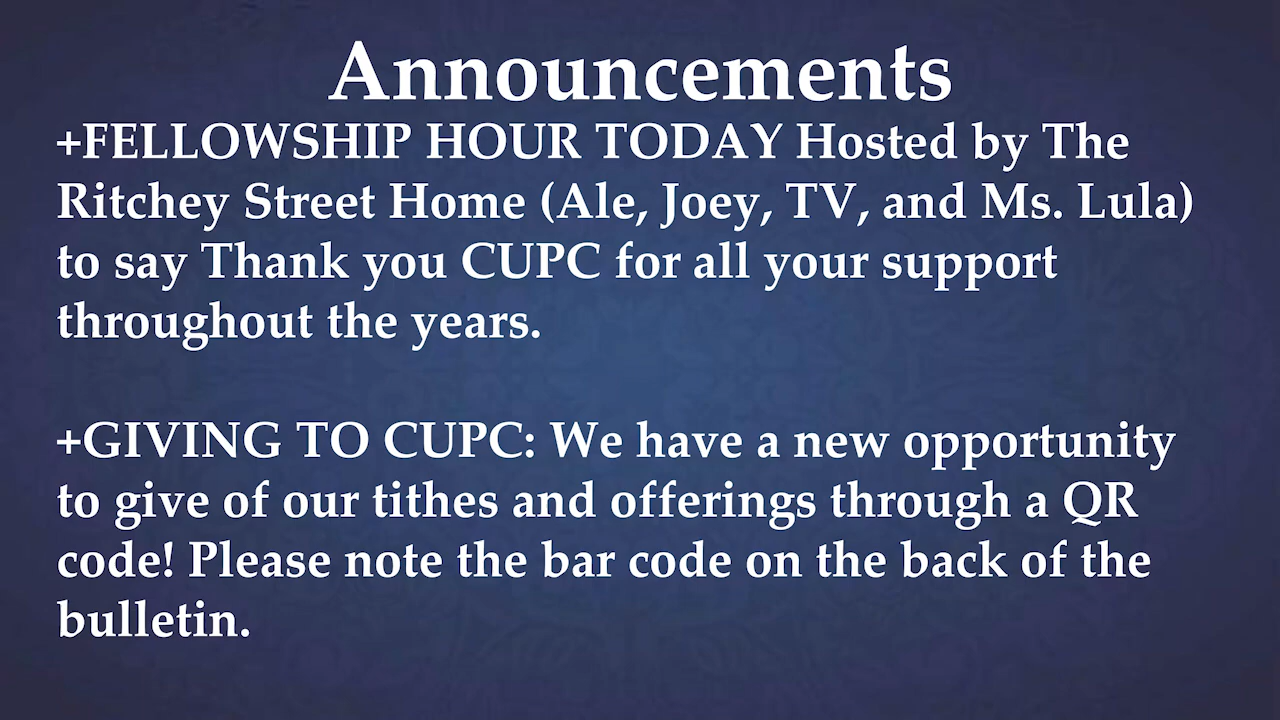 Announcements
+FELLOWSHIP HOUR TODAY Hosted by The
Ritchey Street Home (Ale, Joey, TV, and Ms. Lula)
to say Thank you CUPC for all your support
throughout the years.
+GIVING TO CUPC: We have a new opportunity
to give of our tithes and offerings through a QR
code! Please note the bar code on the back of the
bulletin.